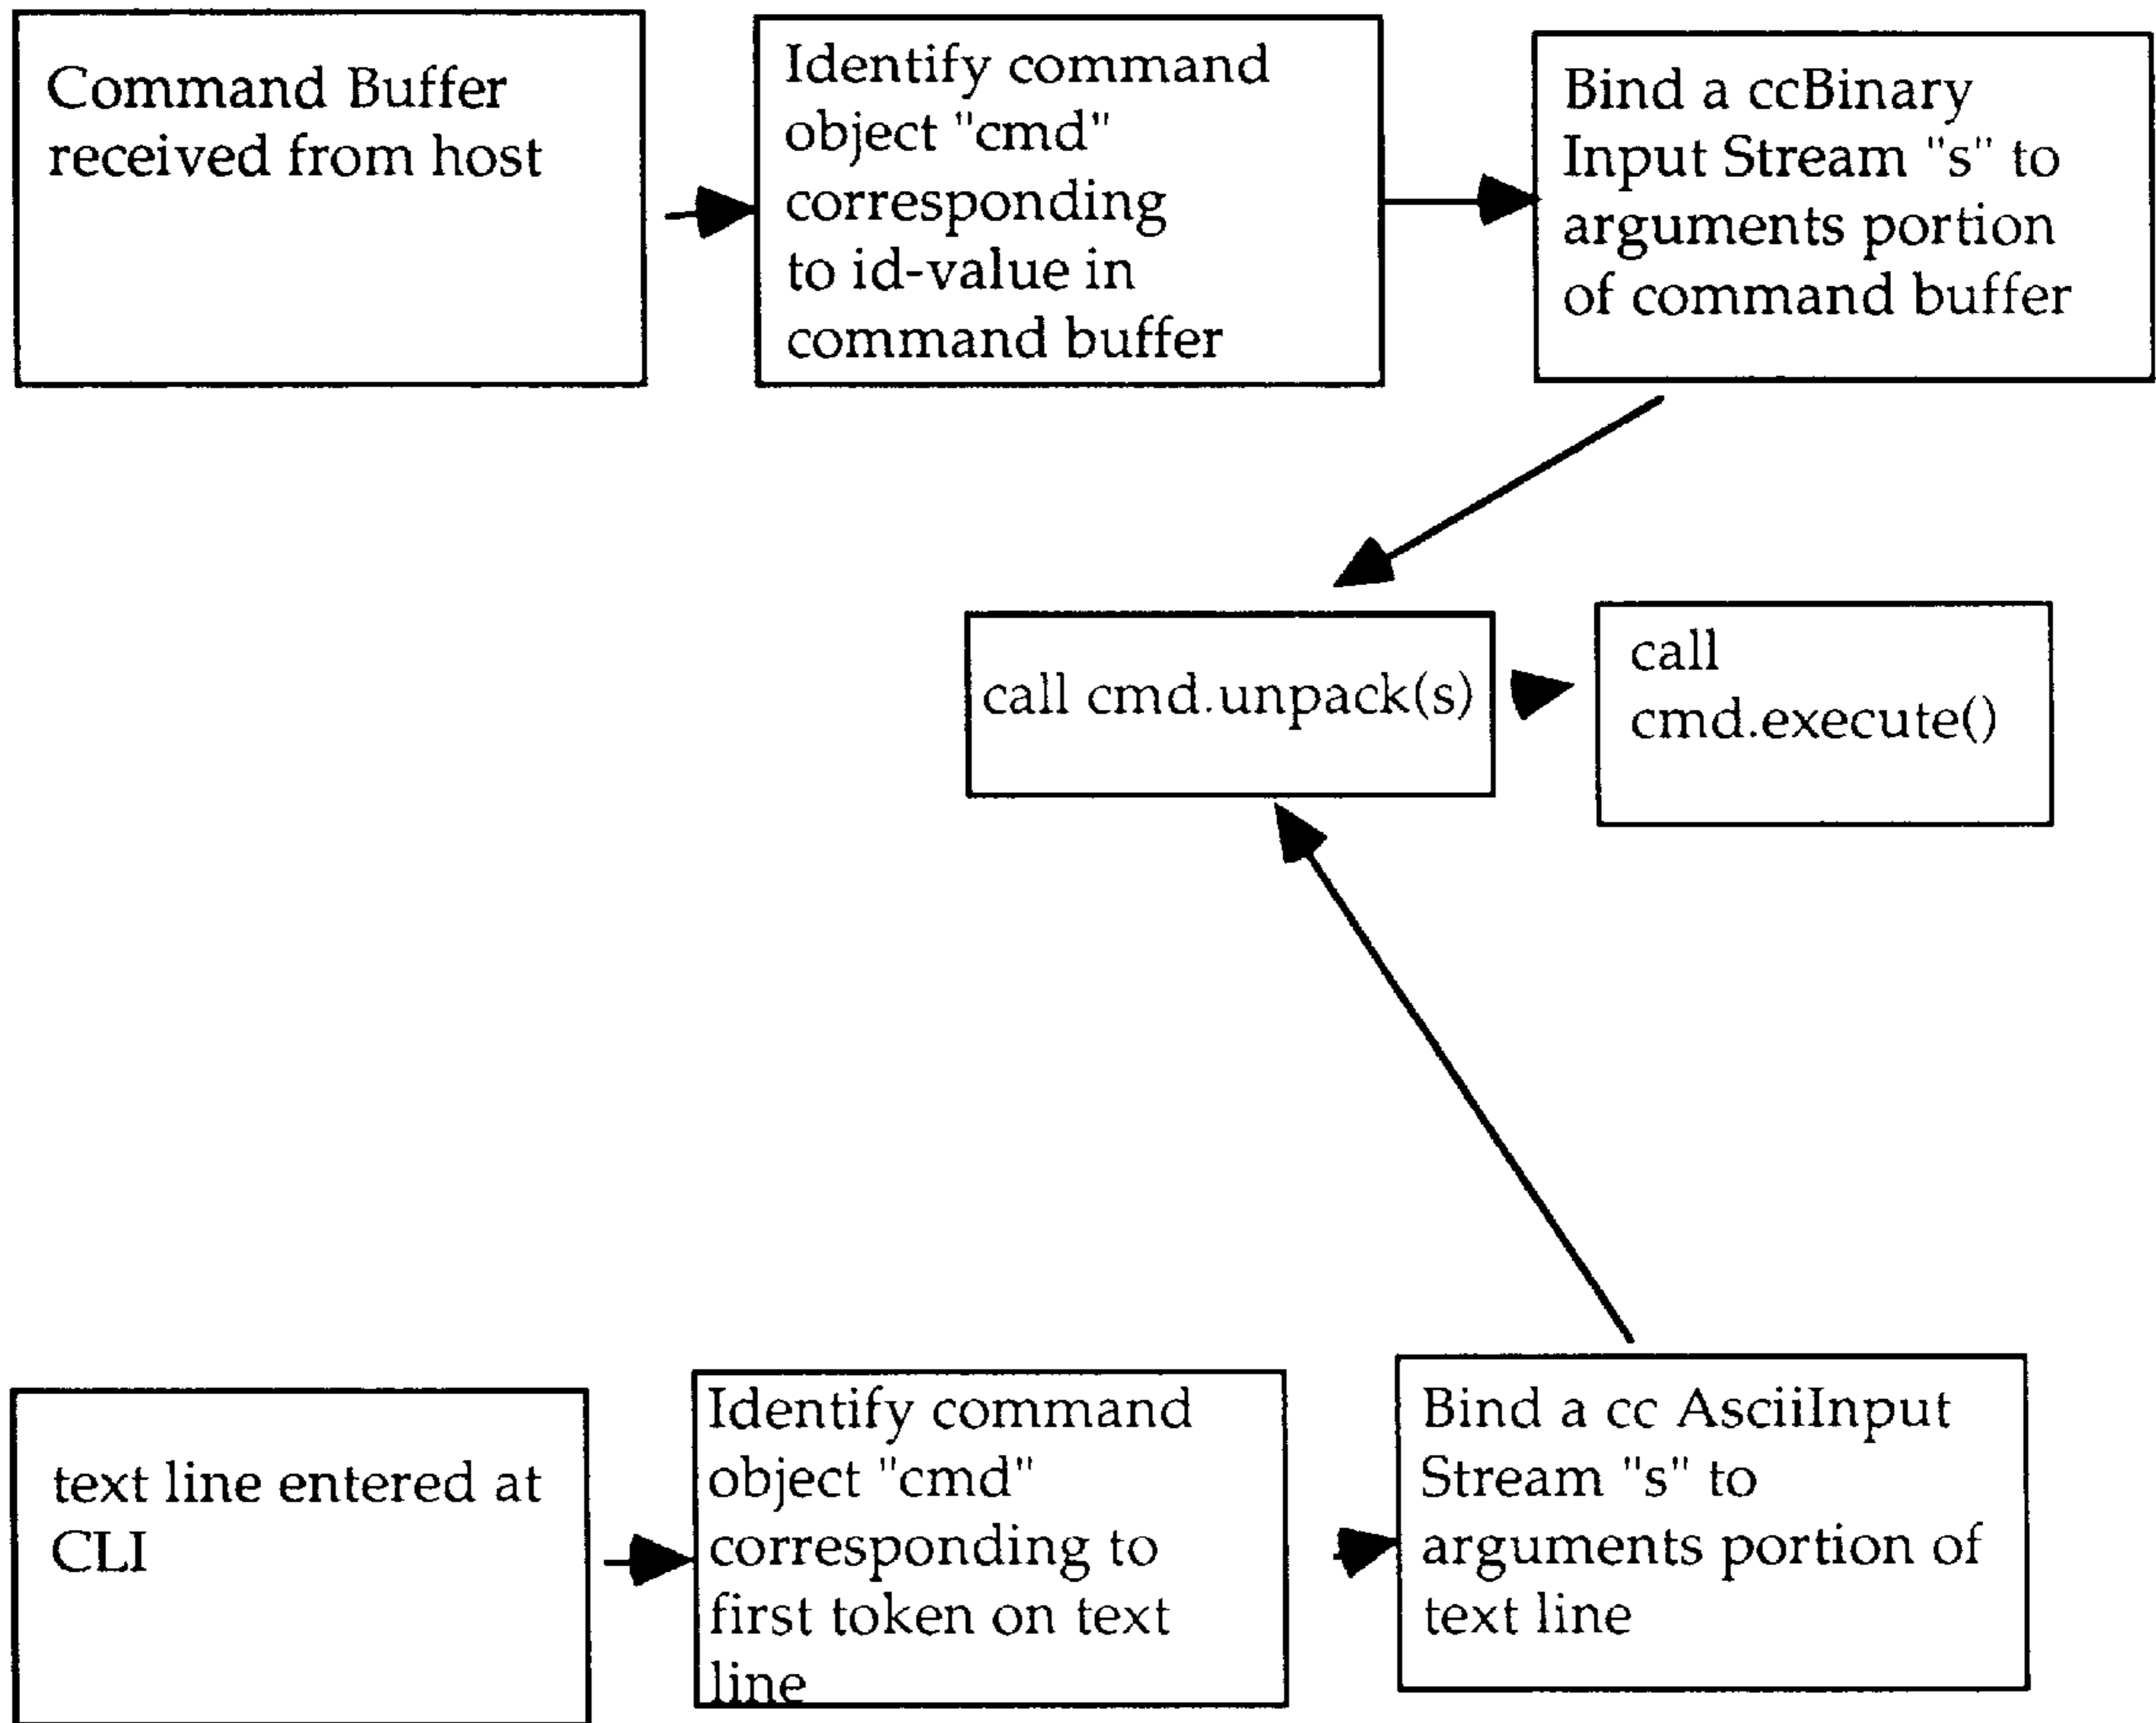 Command Buffer
received from host
Identify command
object "cmd"
corresponding
to id-value in
command buffer
Bind a ccBinary
Input Stream "s" to
arguments portion
of command buffer
call cmd.unpack(s)
call
cmd.execute()
text line entered at
CLI
Identify command
object "cmd"
corresponding to
first token on text
line
Bind a cc AsciiInput
Stream "s" to
arguments portion of
text line